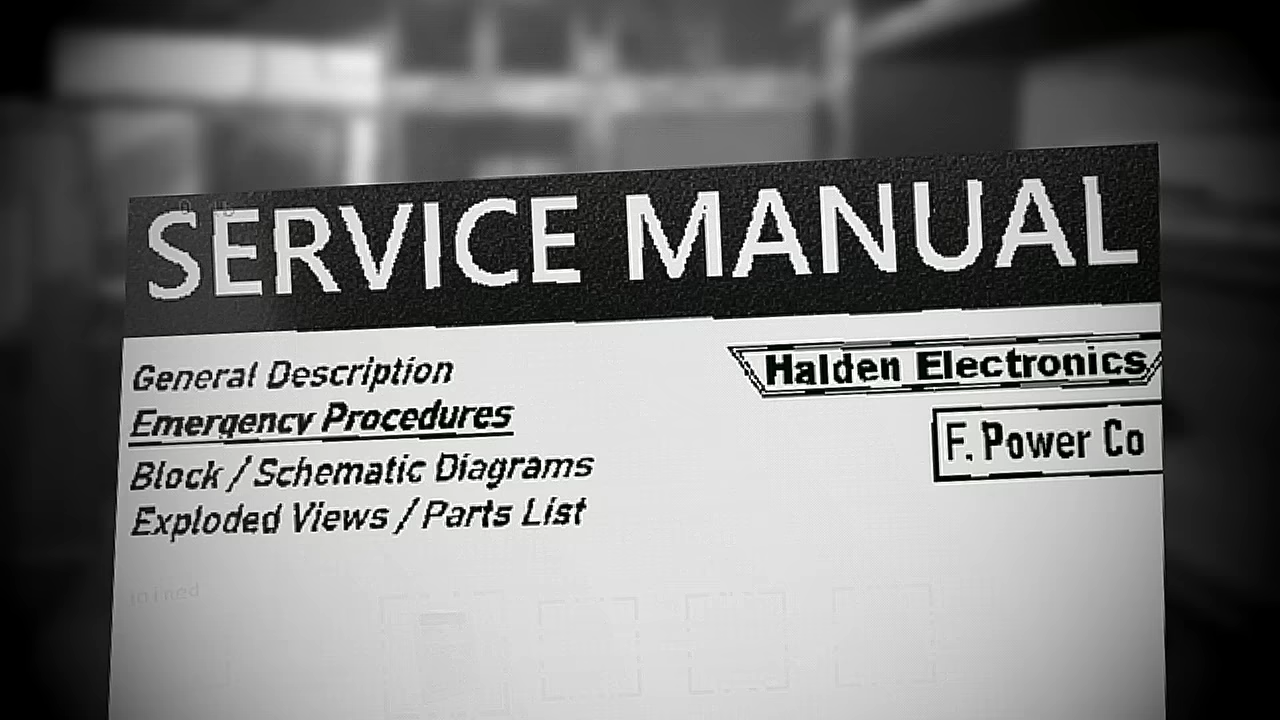 SERVICE MANUAL
General Description
Emergency Procedures
Block / Schematic Diagrams
Exploded Views / Parts List
Halden Electronics
F. Power Co